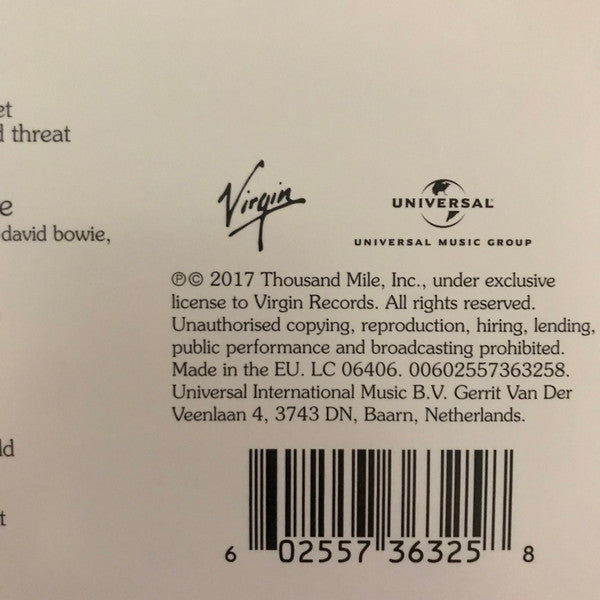 et
d threat
e
david bowie,
ld
t
Virgin
UNIVERSAL
UNIVERSAL MUSIC GROUP
℗© 2017 Thousand Mile, Inc., under exclusive
license to Virgin Records. All rights reserved.
Unauthorised copying, reproduction, hiring, lending,
public performance and broadcasting prohibited.
Made in the EU. LC 06406. 00602557363258.
Universal International Music B.V. Gerrit Van Der
Veenlaan 4, 3743 DN, Baarn, Netherlands.
6 02557 36325 8